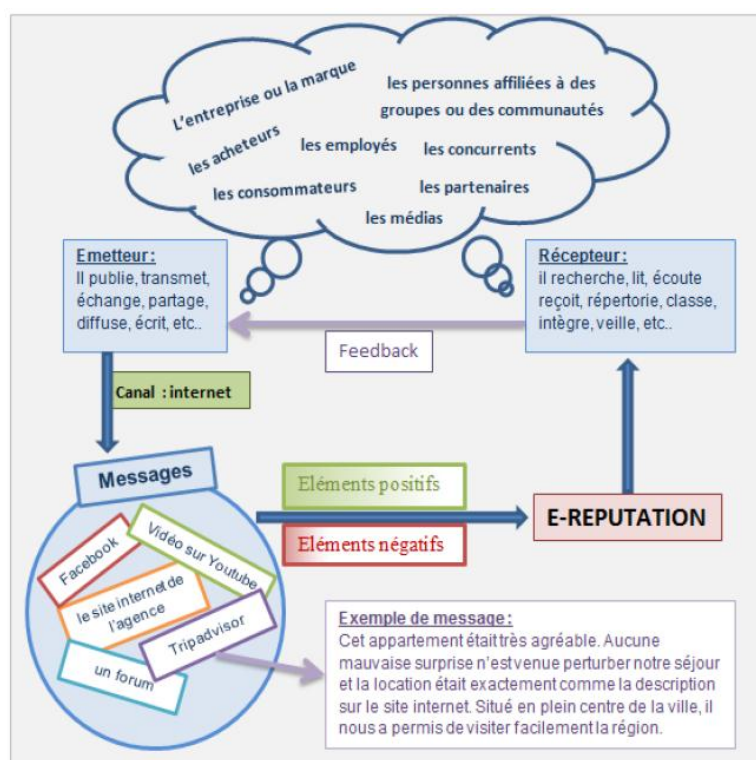 L'entreprise ou la marque
les personnes affiliées à des
groupes ou des communautés
les acheteurs
les employés
les concurrents
les consommateurs
les partenaires
les médias
Emetteur :
Il publie, transmet,
échange, partage,
diffuse, écrit, etc..
Récepteur :
il recherche, lit, écoute
reçoit, répertorie, classe,
intègre, veille, etc..
Feedback
Canal : internet
Messages
Facebook
Vidéo sur Youtube
le site internet de
l'agence
Tripadvisor
un forum
Eléments positifs
Eléments négatifs
E-REPUTATION
Exemple de message :
Cet appartement était très agréable. Aucune
mauvaise surprise n'est venue perturber notre séjour
et la location était exactement comme la description
sur le site internet. Situé en plein centre de la ville, il
nous a permis de visiter facilement la région.